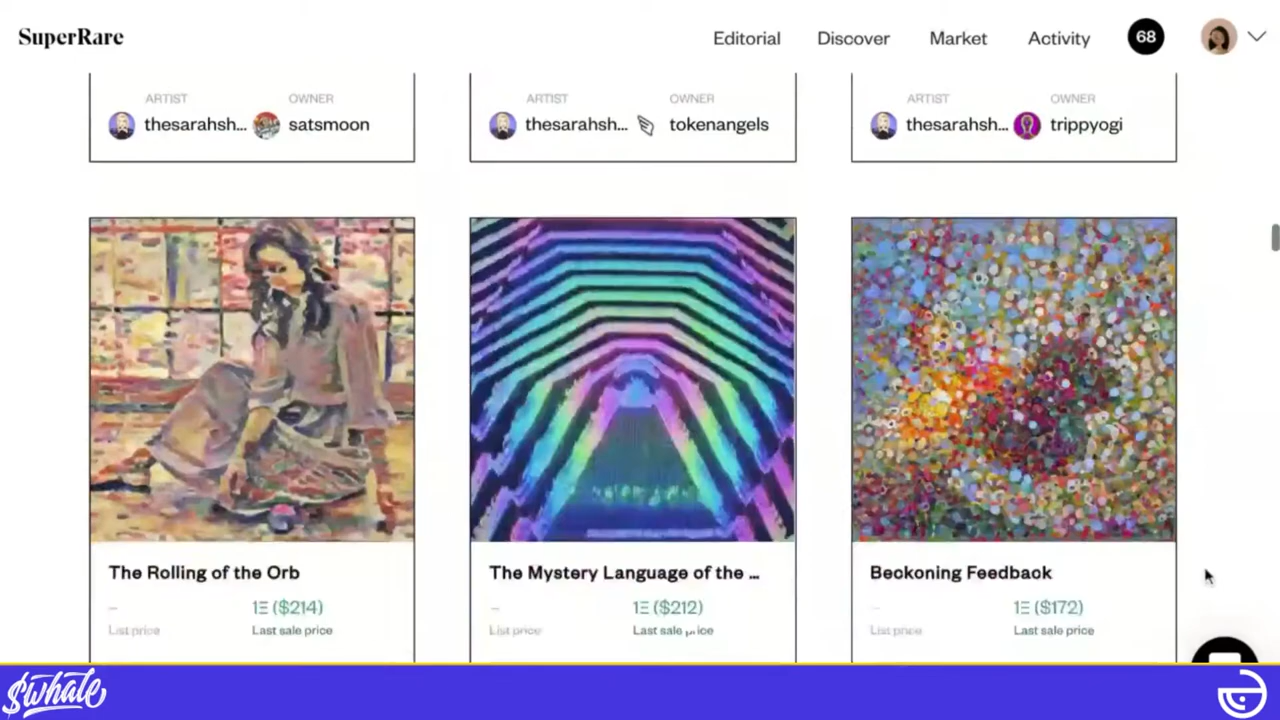 SuperRare
Editorial Discover Market Activity 68
ARTIST OWNER ARTIST OWNER ARTIST OWNER
thesarahsh... satsmoon thesarahsh... tokenangels thesarahsh... trippyogi
The Rolling of the Orb The Mystery Language of the ... Beckoning Feedback
– 1Ξ ($214) – 1Ξ ($212) – 1Ξ ($172)
List price Last sale price List price Last sale price List price Last sale price
$whale